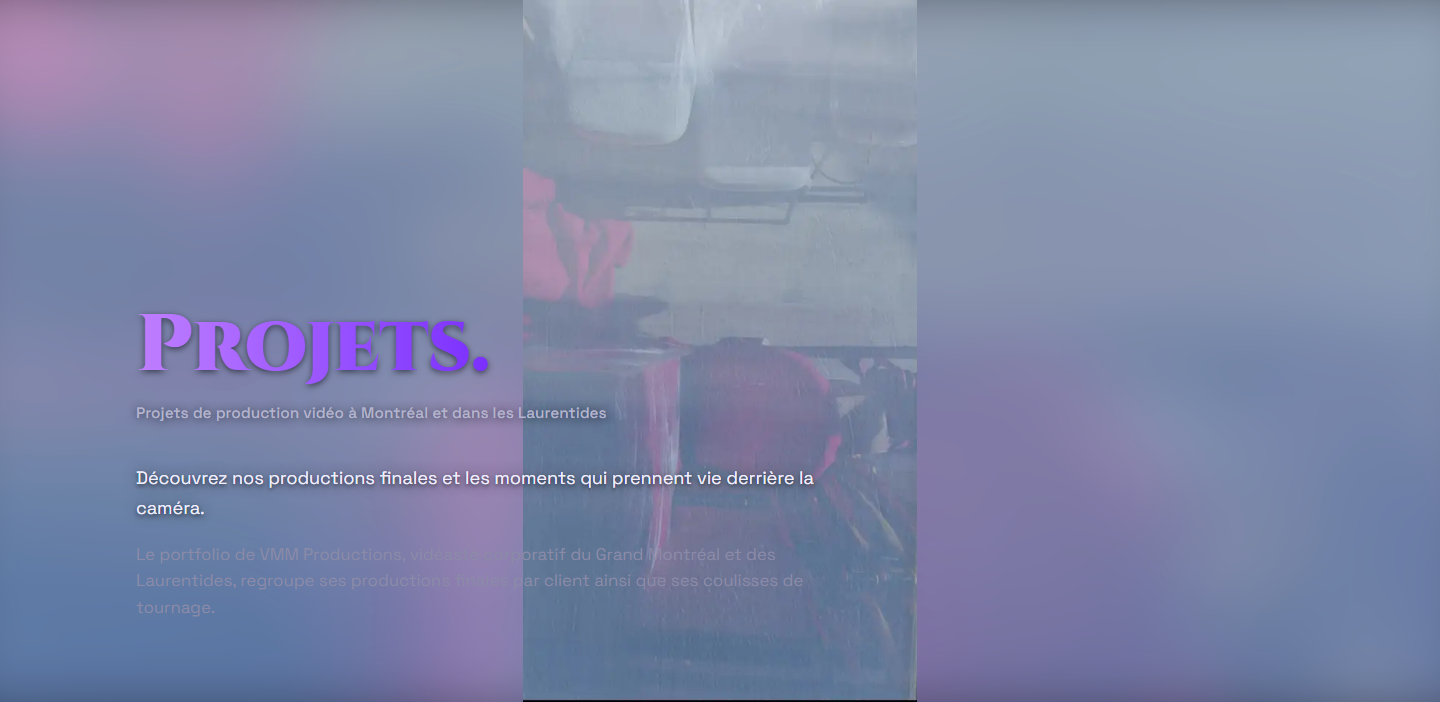 Projets.
Projets de production vidéo à Montréal et dans les Laurentides
Découvrez nos productions finales et les moments qui prennent vie derrière la
caméra.
Le portfolio de VMM Productions, vidéaste corporatif du Grand Montréal et des
Laurentides, regroupe ses productions finales par client ainsi que ses coulisses de
tournage.